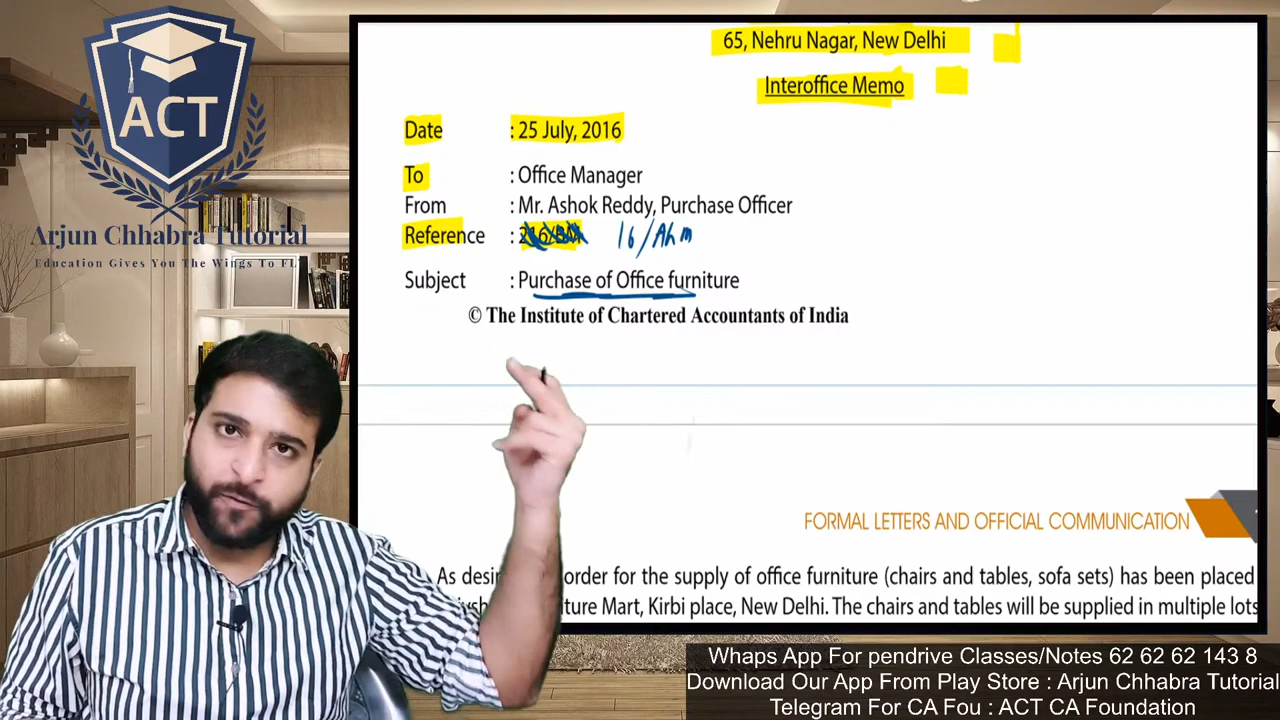 ACT
Arjun Chhabra Tutorial
Education Gives You The Wings To FL
65, Nehru Nagar, New Delhi
Interoffice Memo
Date : 25 July, 2016
To : Office Manager
From : Mr. Ashok Reddy, Purchase Officer
Reference : 16/Ahm
Subject : Purchase of Office furniture
© The Institute of Chartered Accountants of India
FORMAL LETTERS AND OFFICIAL COMMUNICATION
As order for the supply of office furniture (chairs and tables, sofa sets) has been placed
Mart, Kirbi place, New Delhi. The chairs and tables will be supplied in multiple lots
Whaps App For pendrive Classes/Notes 62 62 62 143 8
Download Our App From Play Store : Arjun Chhabra Tutorial
Telegram For CA Fou : ACT CA Foundation